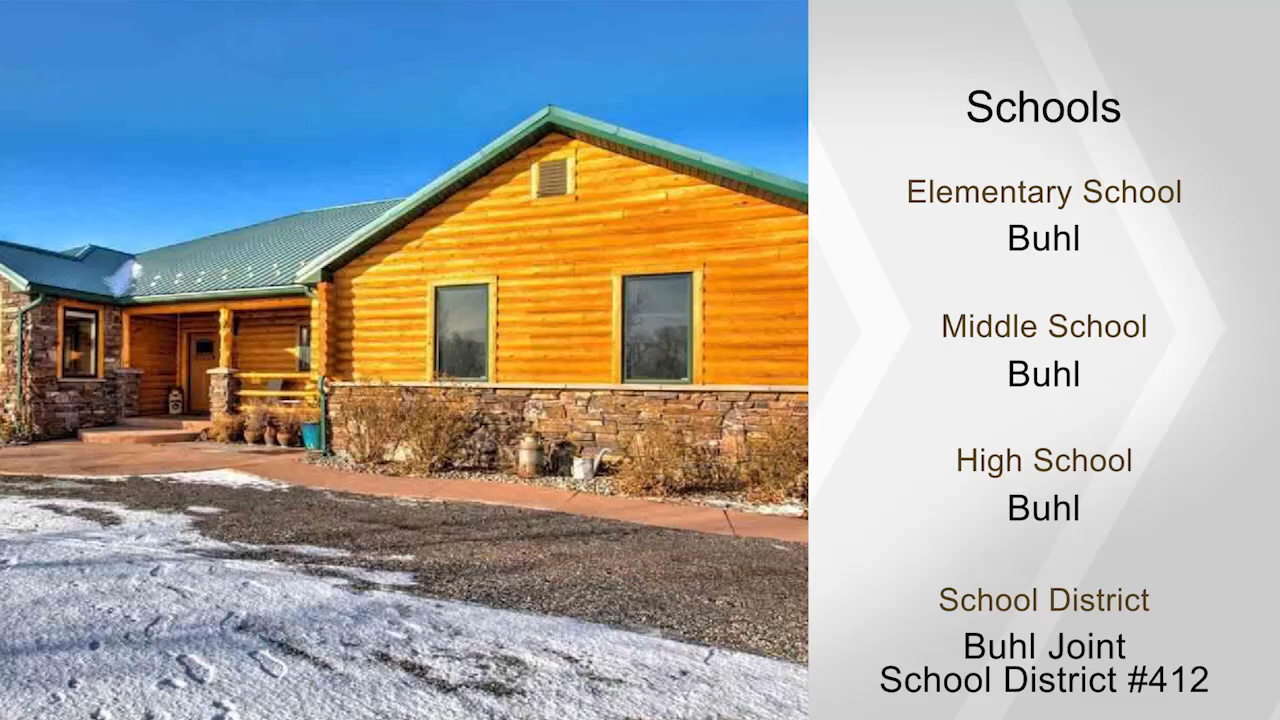 Schools
Elementary School
Buhl
Middle School
Buhl
High School
Buhl
School District
Buhl Joint
School District #412